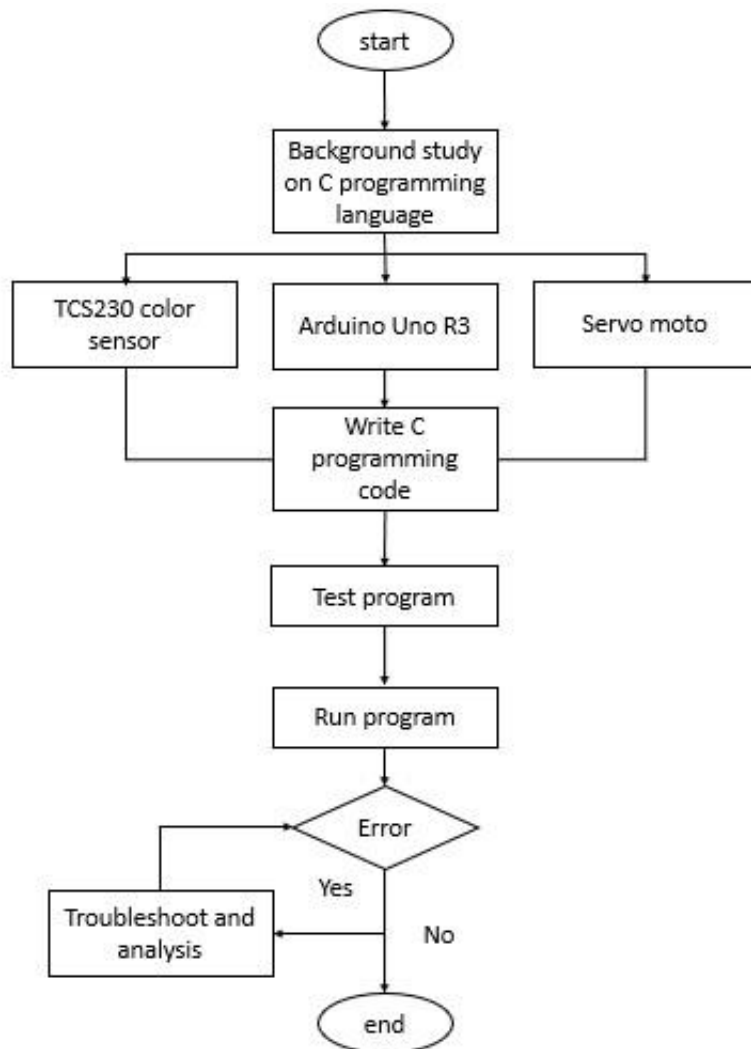 start
Background study
on C programming
language
TCS230 color
sensor
Arduino Uno R3
Servo moto
Write C
programming
code
Test program
Run program
Error
Yes
Troubleshoot and
analysis
No
end